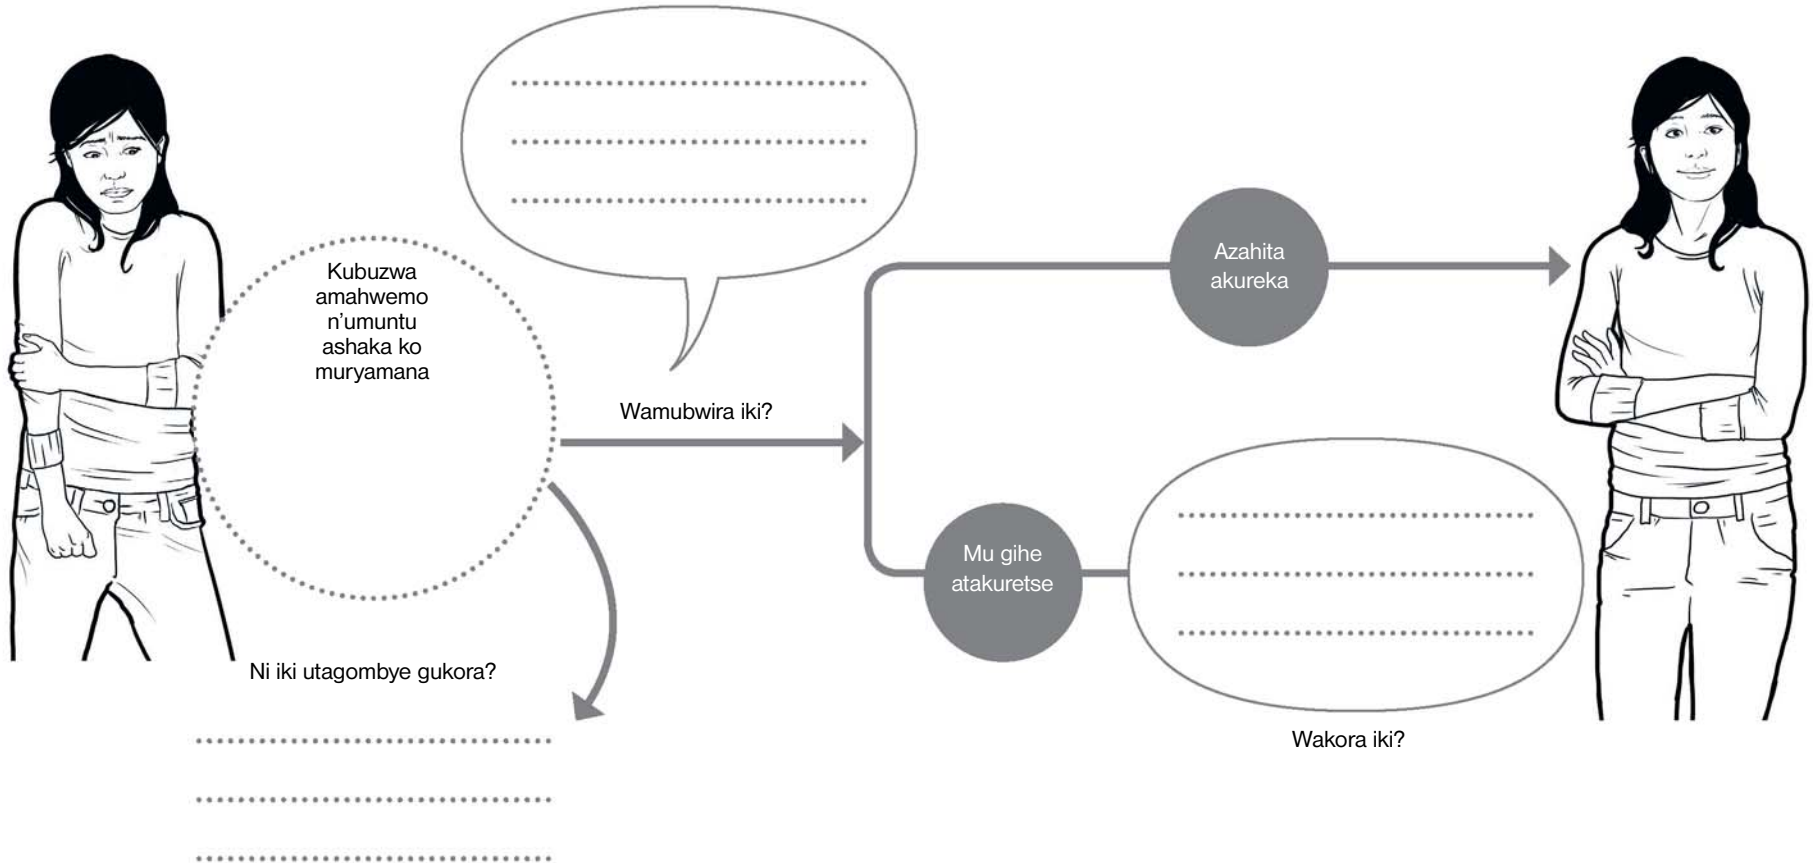 Kubuzwa
amahwemo
n'umuntu
ashaka ko
muryamana
Wamubwira iki?
Azahita
akureka
Mu gihe
atakuretse
Wakora iki?
Ni iki utagombye gukora?